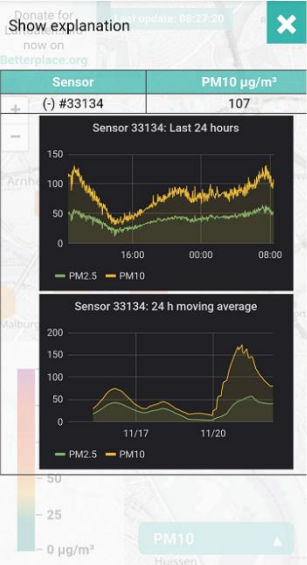 Donate for
Last update: 08:27:20
Show explanation
now on
Betterplace.org
Sensor PM10 µg/m³
(-) #33134 107
+
−
Sensor 33134: Last 24 hours
150
100
50
0
16:00 00:00 08:00
PM2.5 PM10
Sensor 33134: 24 h moving average
200
150
100
50
0
11/17 11/20
PM2.5 PM10
50
25
0 µg/m³
PM10
Huissen